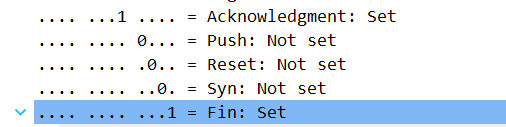 .... ...1 .... = Acknowledgment: Set
.... .... 0... = Push: Not set
.... .... .0.. = Reset: Not set
.... .... ..0. = Syn: Not set
.... .... ...1 = Fin: Set